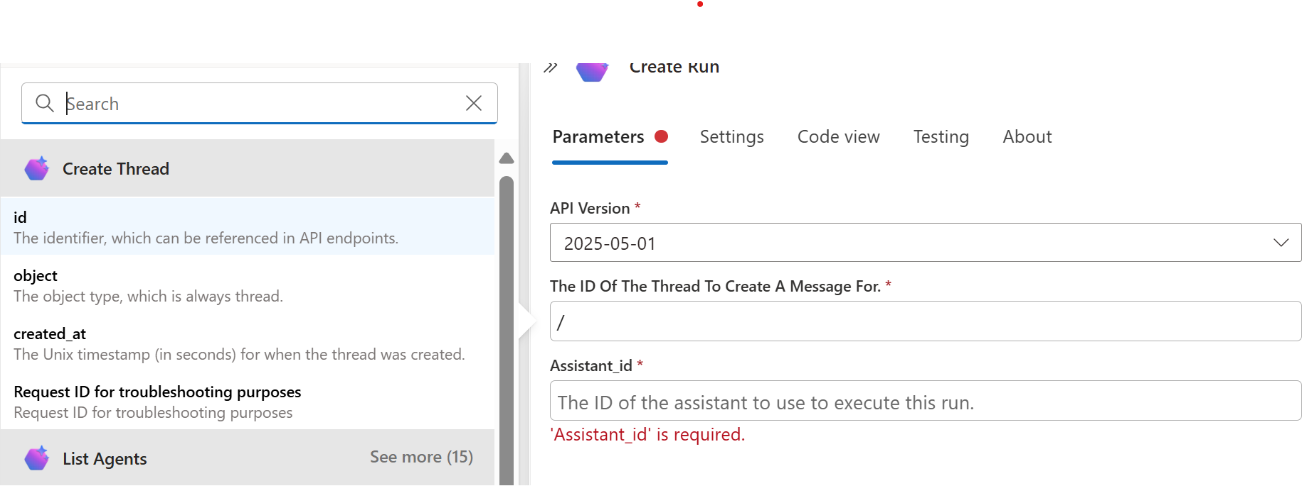 Search
Create Thread
id
The identifier, which can be referenced in API endpoints.
object
The object type, which is always thread.
created_at
The Unix timestamp (in seconds) for when the thread was created.
Request ID for troubleshooting purposes
Request ID for troubleshooting purposes
List Agents See more (15)
Create Run
Parameters Settings Code view Testing About
API Version *
2025-05-01
The ID Of The Thread To Create A Message For. *
/
Assistant_id *
The ID of the assistant to use to execute this run.
'Assistant_id' is required.